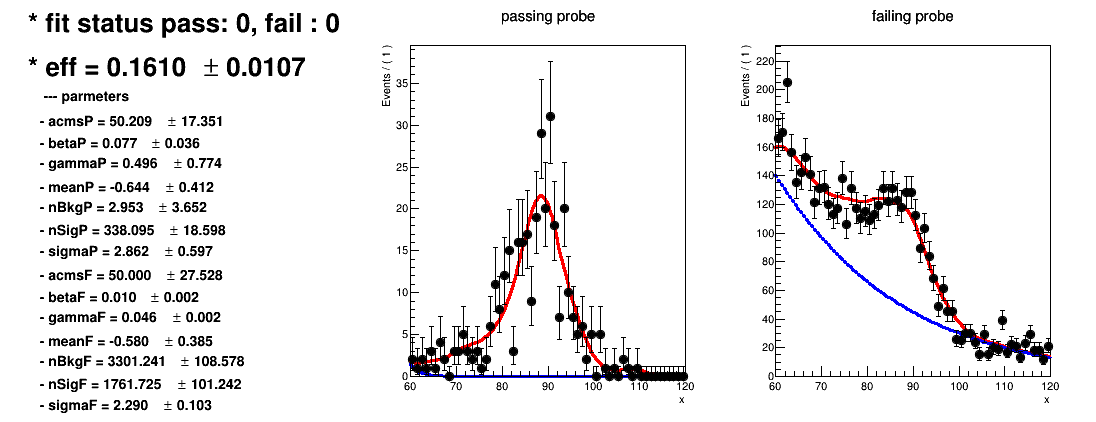 * fit status pass: 0, fail : 0
* eff = 0.1610 ± 0.0107
--- parmeters
- acmsP = 50.209 ± 17.351
- betaP = 0.077 ± 0.036
- gammaP = 0.496 ± 0.774
- meanP = -0.644 ± 0.412
- nBkgP = 2.953 ± 3.652
- nSigP = 338.095 ± 18.598
- sigmaP = 2.862 ± 0.597
- acmsF = 50.000 ± 27.528
- betaF = 0.010 ± 0.002
- gammaF = 0.046 ± 0.002
- meanF = -0.580 ± 0.385
- nBkgF = 3301.241 ± 108.578
- nSigF = 1761.725 ± 101.242
- sigmaF = 2.290 ± 0.103
passing probe
Events / ( 1 )
35
30
25
20
15
10
5
0
60 70 80 90 100 110 120
x
failing probe
Events / ( 1 )
220
200
180
160
140
120
100
80
60
40
20
0
60 70 80 90 100 110 120
x